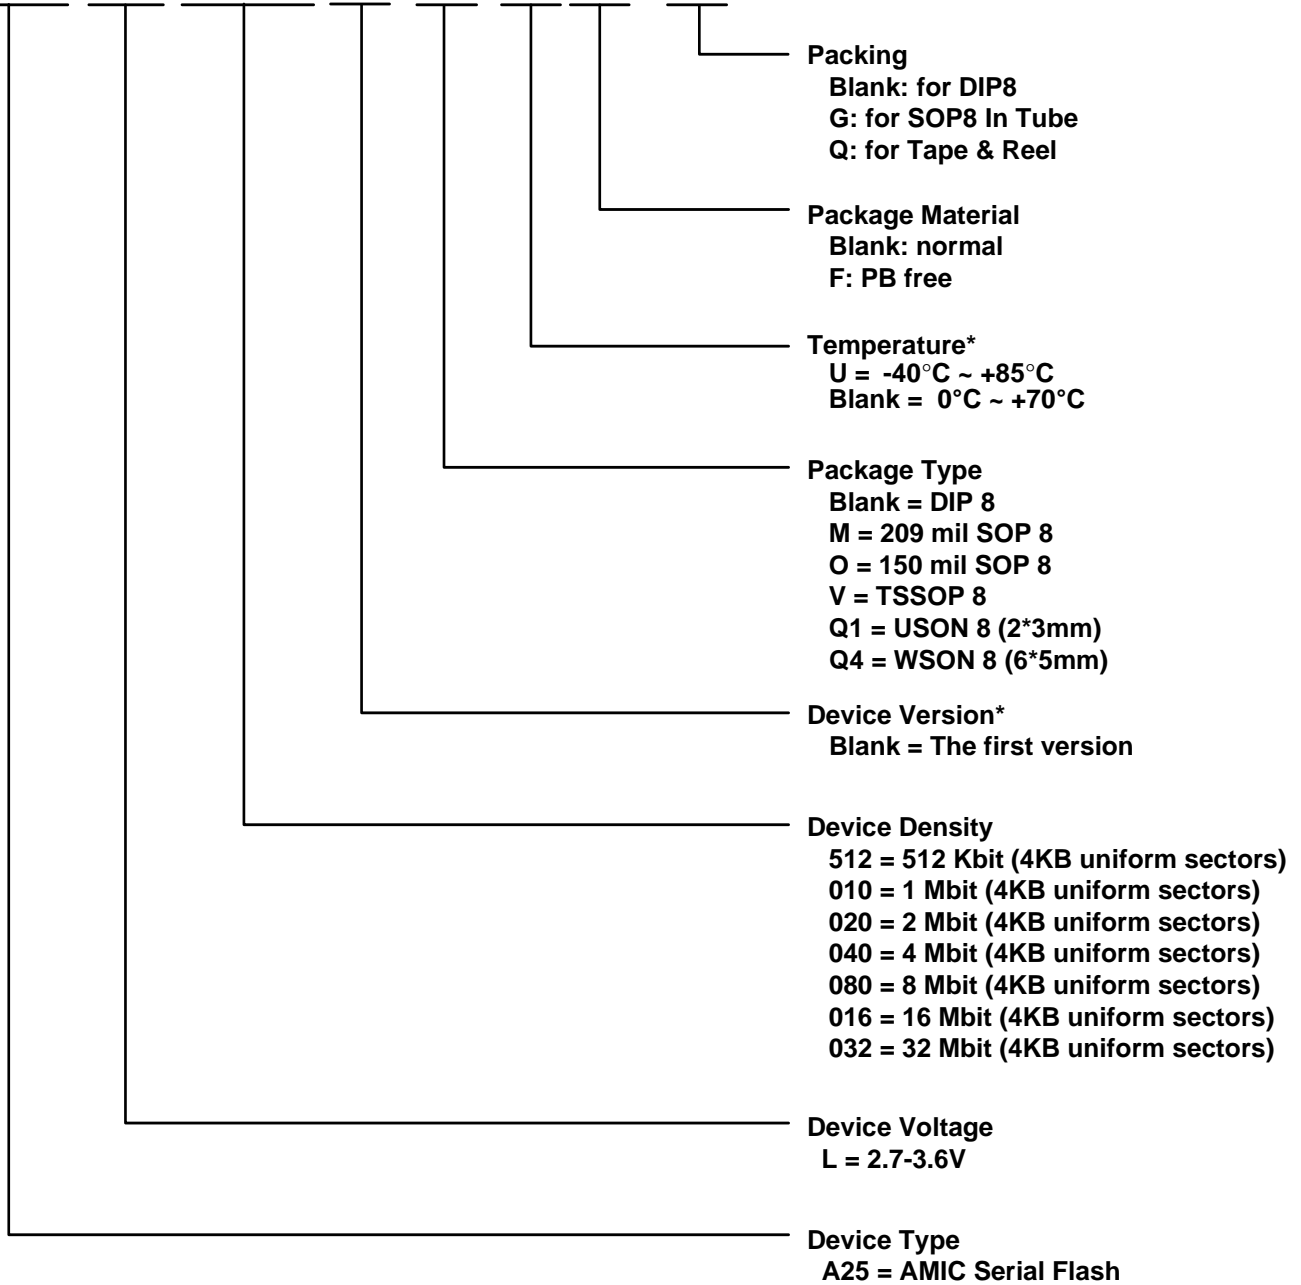 Packing
Blank: for DIP8
G: for SOP8 In Tube
Q: for Tape & Reel
Package Material
Blank: normal
F: PB free
Temperature*
U = -40°C ~ +85°C
Blank = 0°C ~ +70°C
Package Type
Blank = DIP 8
M = 209 mil SOP 8
O = 150 mil SOP 8
V = TSSOP 8
Q1 = USON 8 (2*3mm)
Q4 = WSON 8 (6*5mm)
Device Version*
Blank = The first version
Device Density
512 = 512 Kbit (4KB uniform sectors)
010 = 1 Mbit (4KB uniform sectors)
020 = 2 Mbit (4KB uniform sectors)
040 = 4 Mbit (4KB uniform sectors)
080 = 8 Mbit (4KB uniform sectors)
016 = 16 Mbit (4KB uniform sectors)
032 = 32 Mbit (4KB uniform sectors)
Device Voltage
L = 2.7-3.6V
Device Type
A25 = AMIC Serial Flash